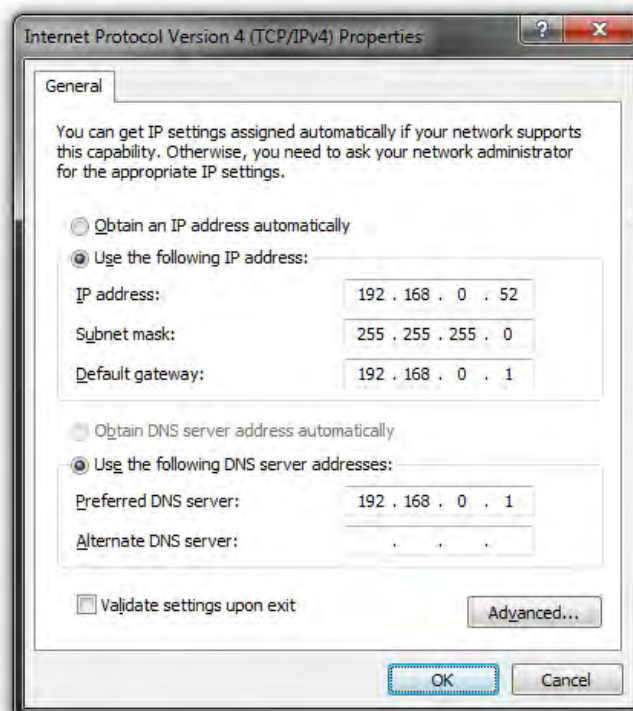 Internet Protocol Version 4 (TCP/IPv4) Properties
?
General
You can get IP settings assigned automatically if your network supports
this capability. Otherwise, you need to ask your network administrator
for the appropriate IP settings.
Obtain an IP address automatically
Use the following IP address:
IP address: 192 . 168 . 0 . 52
Subnet mask: 255 . 255 . 255 . 0
Default gateway: 192 . 168 . 0 . 1
Obtain DNS server address automatically
Use the following DNS server addresses:
Preferred DNS server: 192 . 168 . 0 . 1
Alternate DNS server: . . .
Validate settings upon exit
Advanced...
OK Cancel